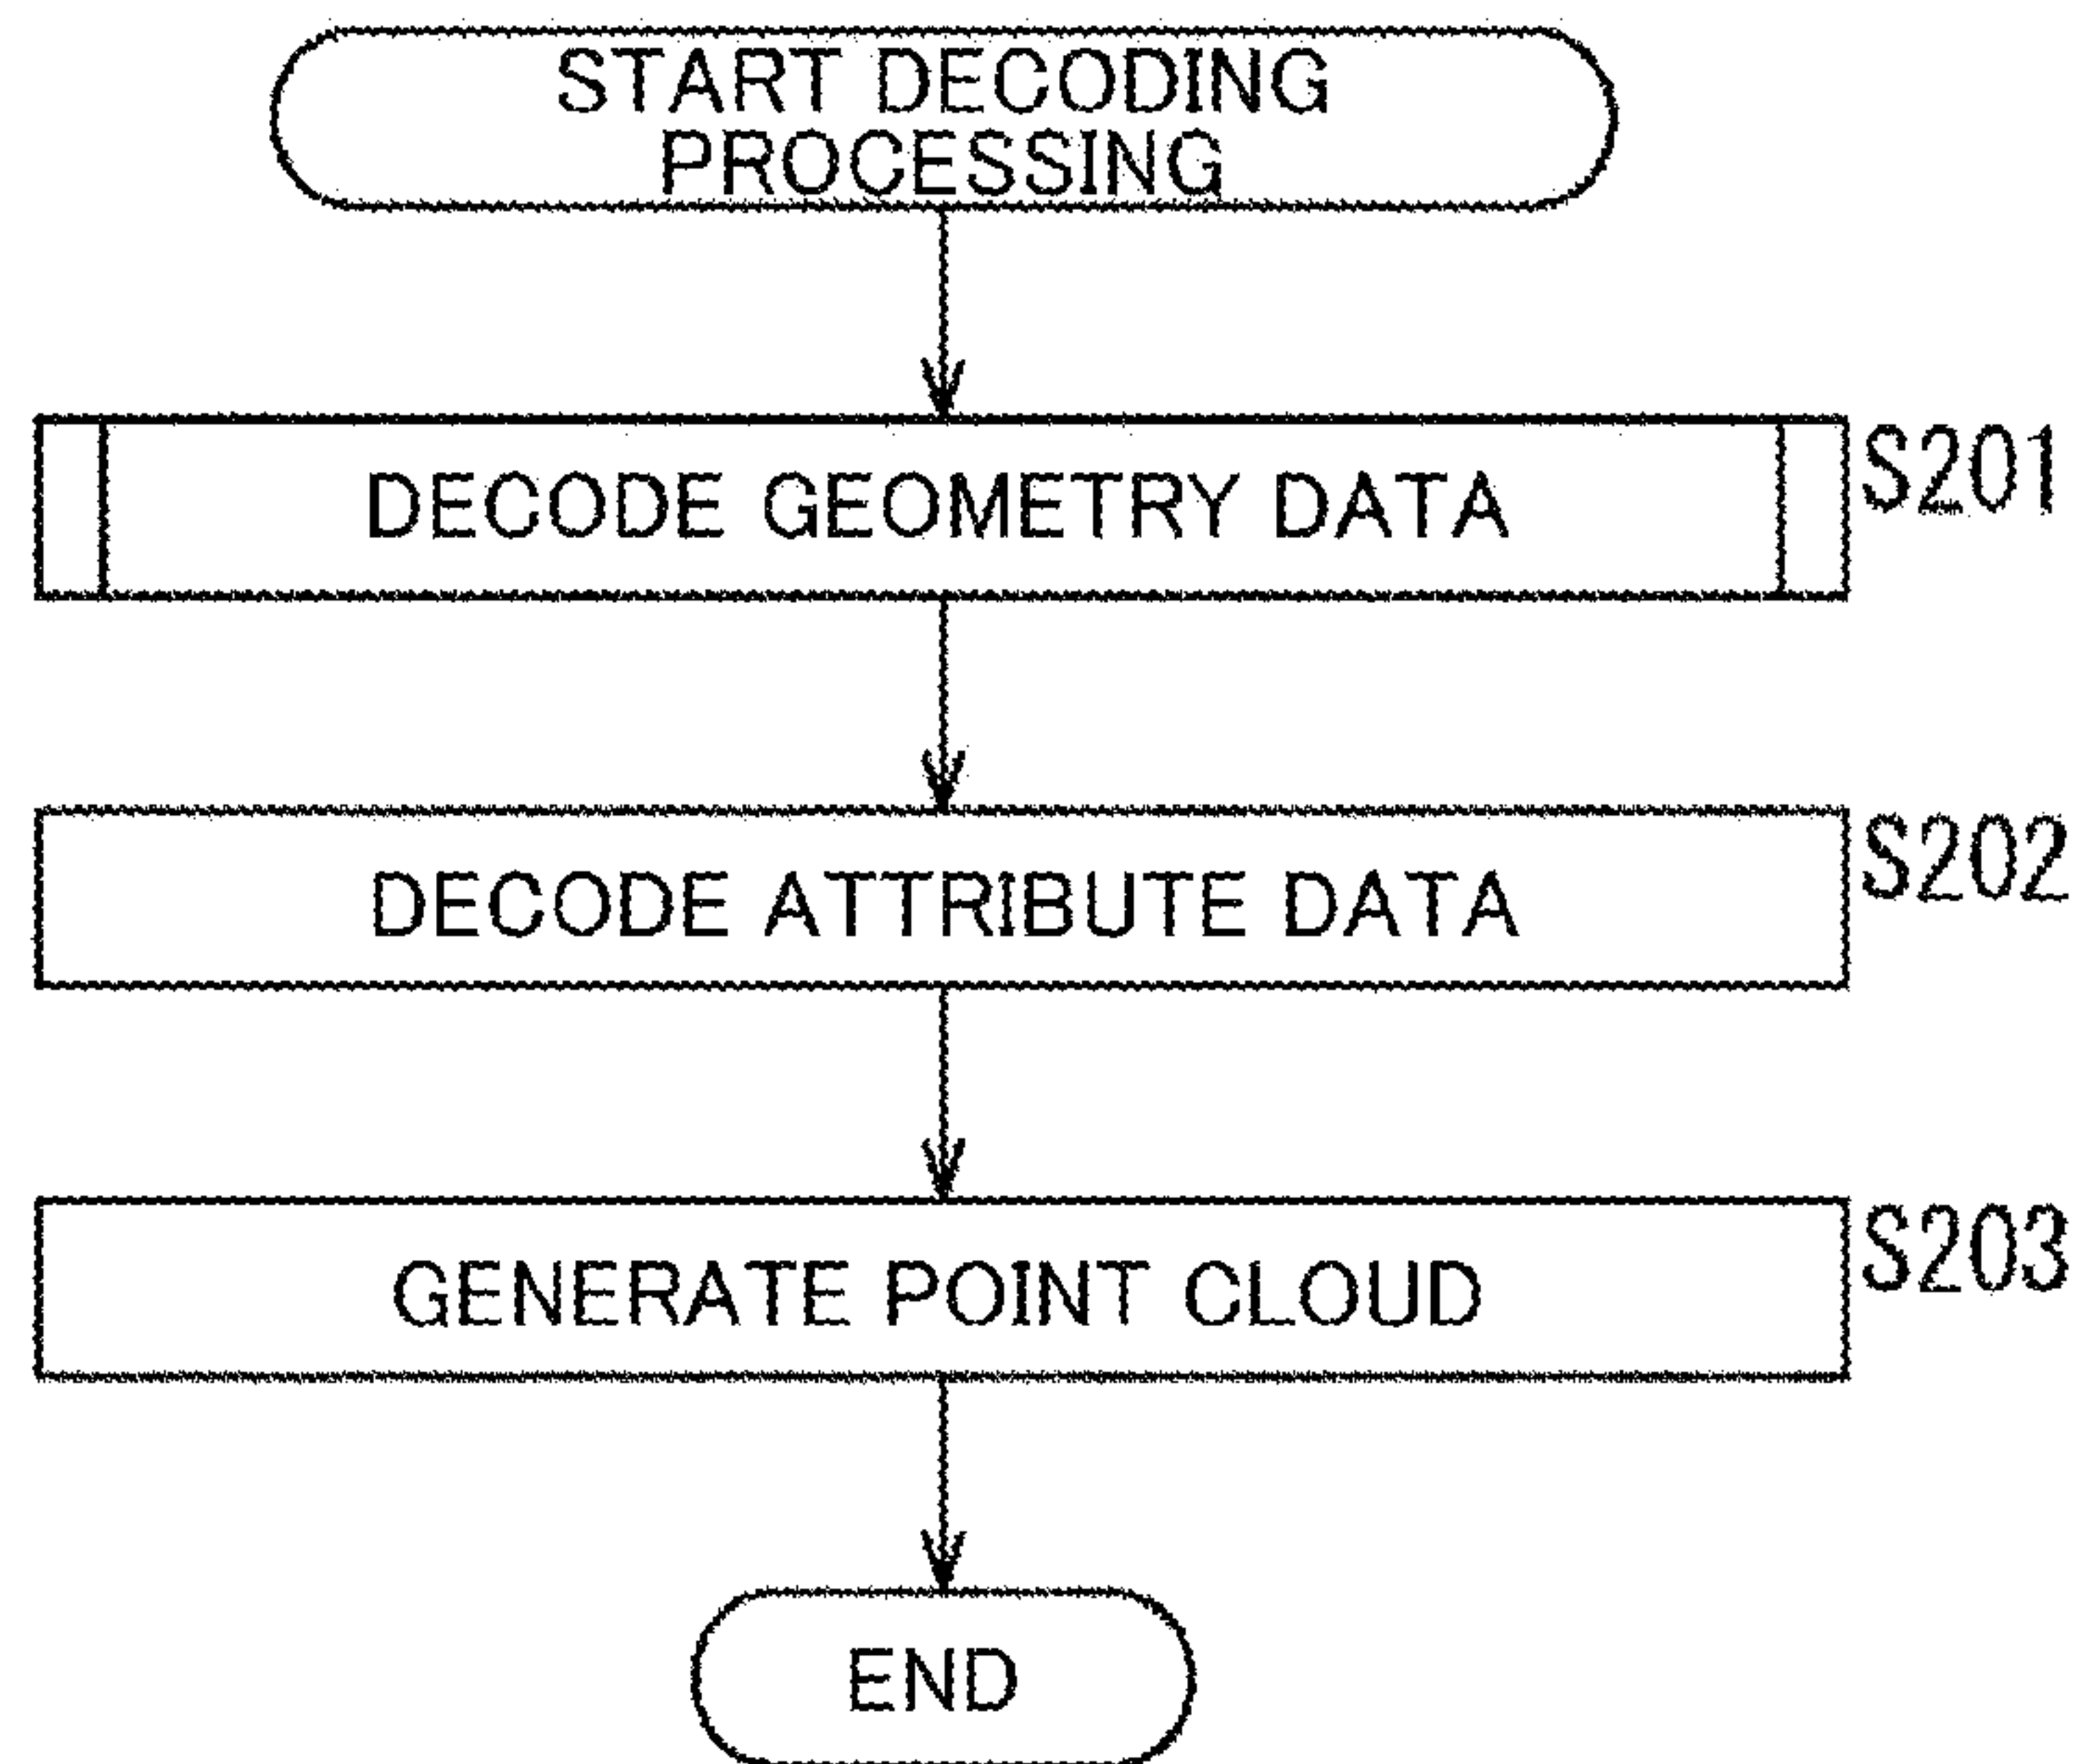 START DECODING
PROCESSING
DECODE GEOMETRY DATA
S201
DECODE ATTRIBUTE DATA
S202
GENERATE POINT CLOUD
S203
END